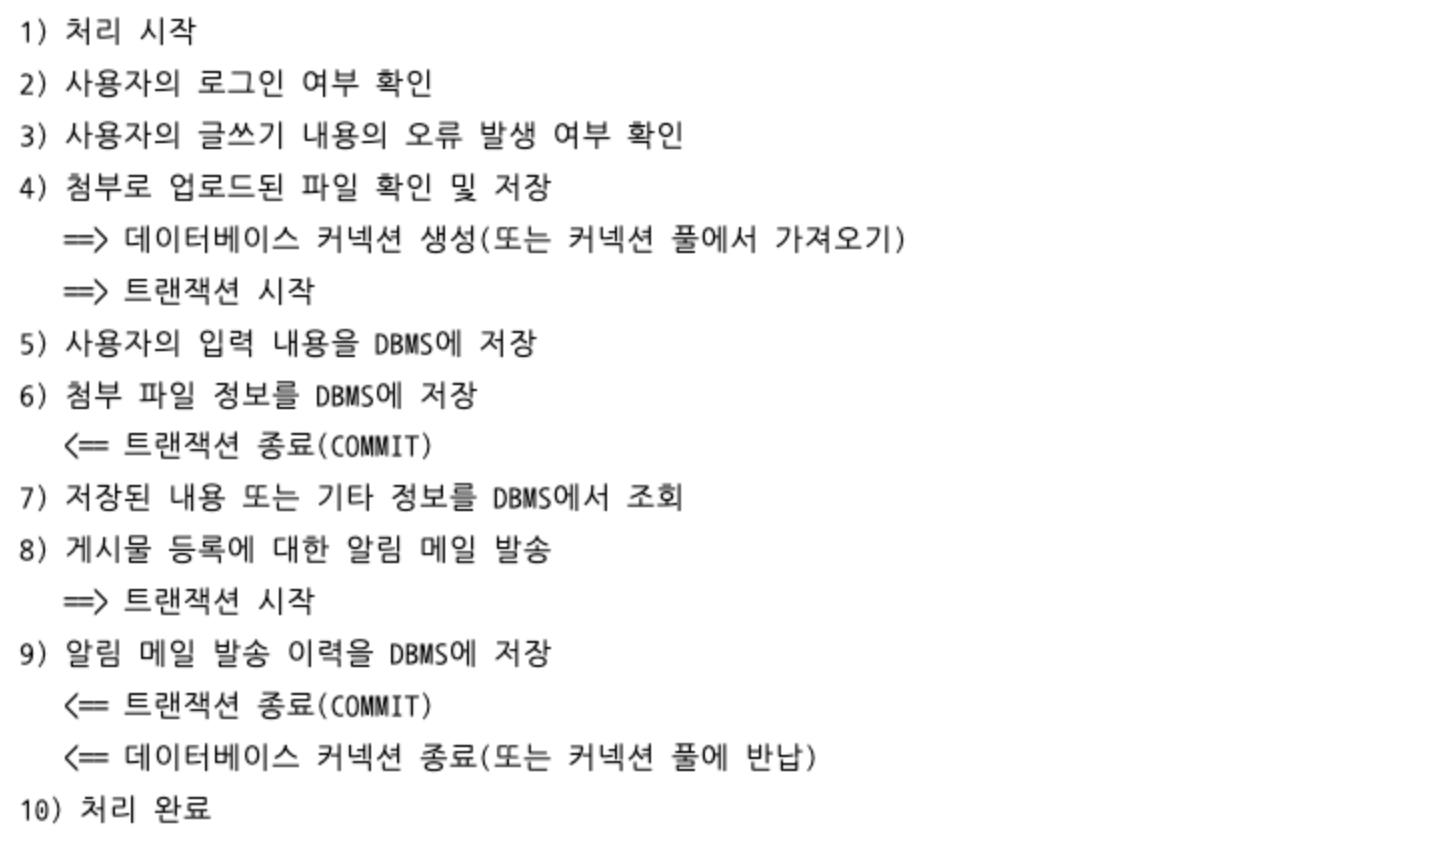 1) 처리 시작
2) 사용자의 로그인 여부 확인
3) 사용자의 글쓰기 내용의 오류 발생 여부 확인
4) 첨부로 업로드된 파일 확인 및 저장
==> 데이터베이스 커넥션 생성(또는 커넥션 풀에서 가져오기)
==> 트랜잭션 시작
5) 사용자의 입력 내용을 DBMS에 저장
6) 첨부 파일 정보를 DBMS에 저장
<== 트랜잭션 종료(COMMIT)
7) 저장된 내용 또는 기타 정보를 DBMS에서 조회
8) 게시물 등록에 대한 알림 메일 발송
==> 트랜잭션 시작
9) 알림 메일 발송 이력을 DBMS에 저장
<== 트랜잭션 종료(COMMIT)
<== 데이터베이스 커넥션 종료(또는 커넥션 풀에 반납)
10) 처리 완료